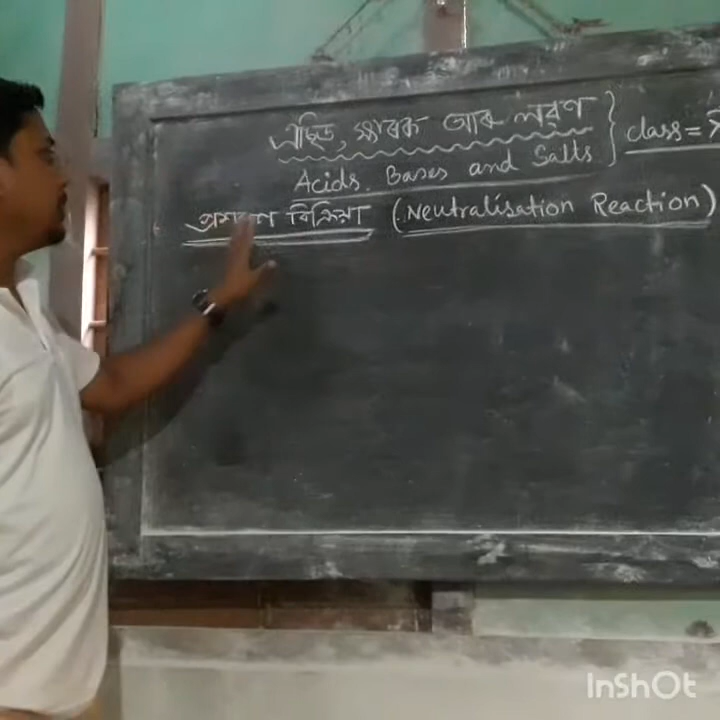 এছিড, ক্ষাৰক আৰু লৱণ
Acids, Bases and Salts } class = X
প্ৰশমন বিক্ৰিয়া (Neutralisation Reaction)
InShOt